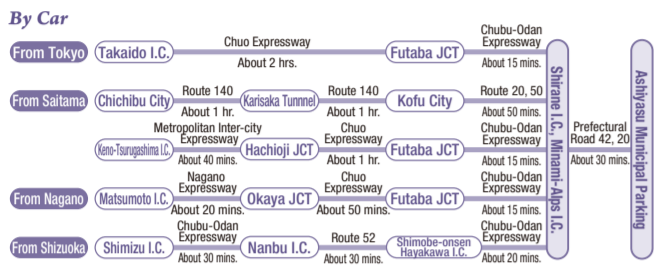 By Car
From Tokyo
Takaido I.C.
Chuo Expressway
About 2 hrs.
Futaba JCT
Chubu-Odan
Expressway
About 15 mins.
From Saitama
Chichibu City
Route 140
About 1 hr.
Karisaka Tunnnel
Route 140
About 1 hr.
Kofu City
Route 20, 50
About 50 mins.
Keno-Tsurugashima I.C.
Metropolitan Inter-city
Expressway
About 40 mins.
Hachioji JCT
Chuo
Expressway
About 1 hr.
Futaba JCT
Chubu-Odan
Expressway
About 15 mins.
From Nagano
Matsumoto I.C.
Nagano
Expressway
About 20 mins.
Okaya JCT
Chuo
Expressway
About 50 mins.
Futaba JCT
Chubu-Odan
Expressway
About 15 mins.
From Shizuoka
Shimizu I.C.
Chubu-Odan
Expressway
About 30 mins.
Nanbu I.C.
Route 52
About 30 mins.
Shimobe-onsen
Hayakawa I.C.
Chubu-Odan
Expressway
About 20 mins.
Shirane I.C., Minami-Alps I.C.
Prefectural
Road 42, 20
About 30 mins.
Ashiyasu Municipal Parking